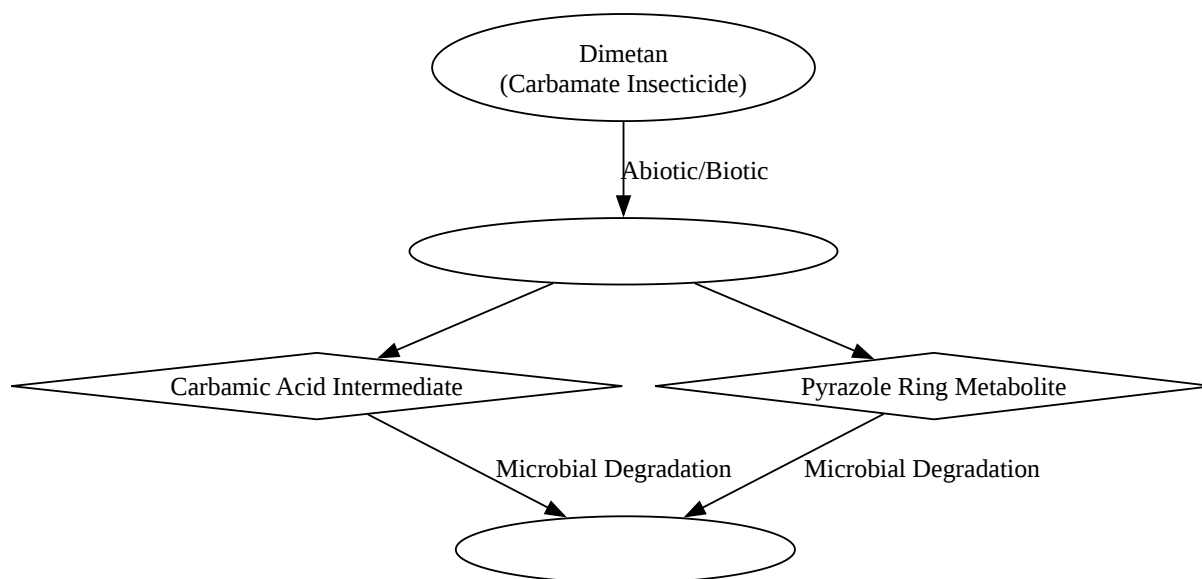 Dimetan
(Carbamate Insecticide)
Abiotic/Biotic
Carbamic Acid Intermediate
Pyrazole Ring Metabolite
Microbial Degradation
Microbial Degradation